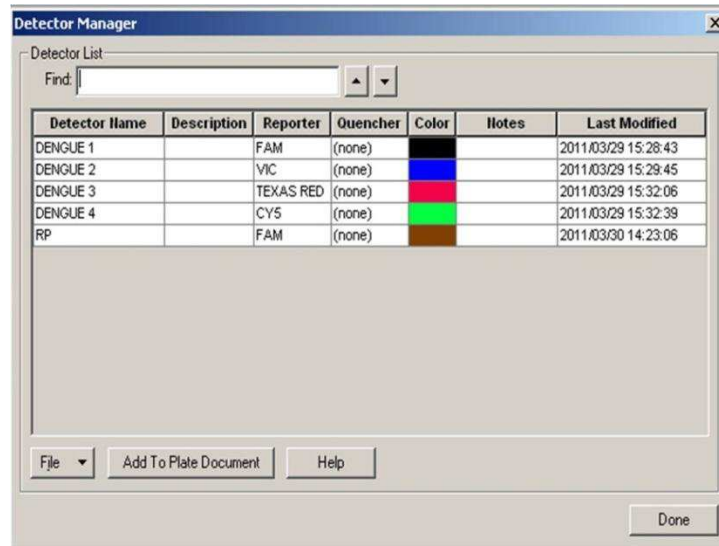 Detector Manager
Detector List
Find:
Detector Name Description Reporter Quencher Color Notes Last Modified
DENGUE 1 FAM (none) 2011/03/29 15:28:43
DENGUE 2 VIC (none) 2011/03/29 15:29:45
DENGUE 3 TEXAS RED (none) 2011/03/29 15:32:06
DENGUE 4 CY5 (none) 2011/03/29 15:32:39
RP FAM (none) 2011/03/30 14:23:06
File Add To Plate Document Help
Done